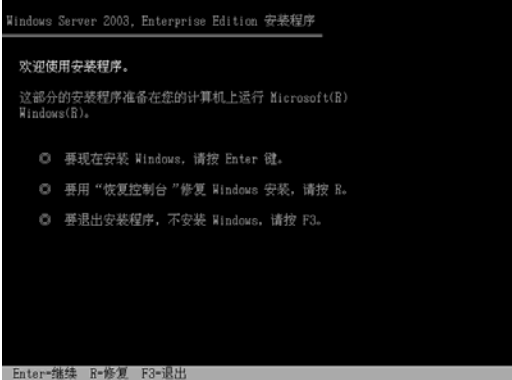 Windows Server 2003, Enterprise Edition 安装程序
欢迎使用安装程序。
这部分的安装程序准备在您的计算机上运行 Microsoft(R)
Windows(R)。
◎ 要现在安装 Windows，请按 Enter 键。
◎ 要用“恢复控制台”修复 Windows 安装，请按 R。
◎ 要退出安装程序，不安装 Windows，请按 F3。
Enter=继续 R=修复 F3=退出